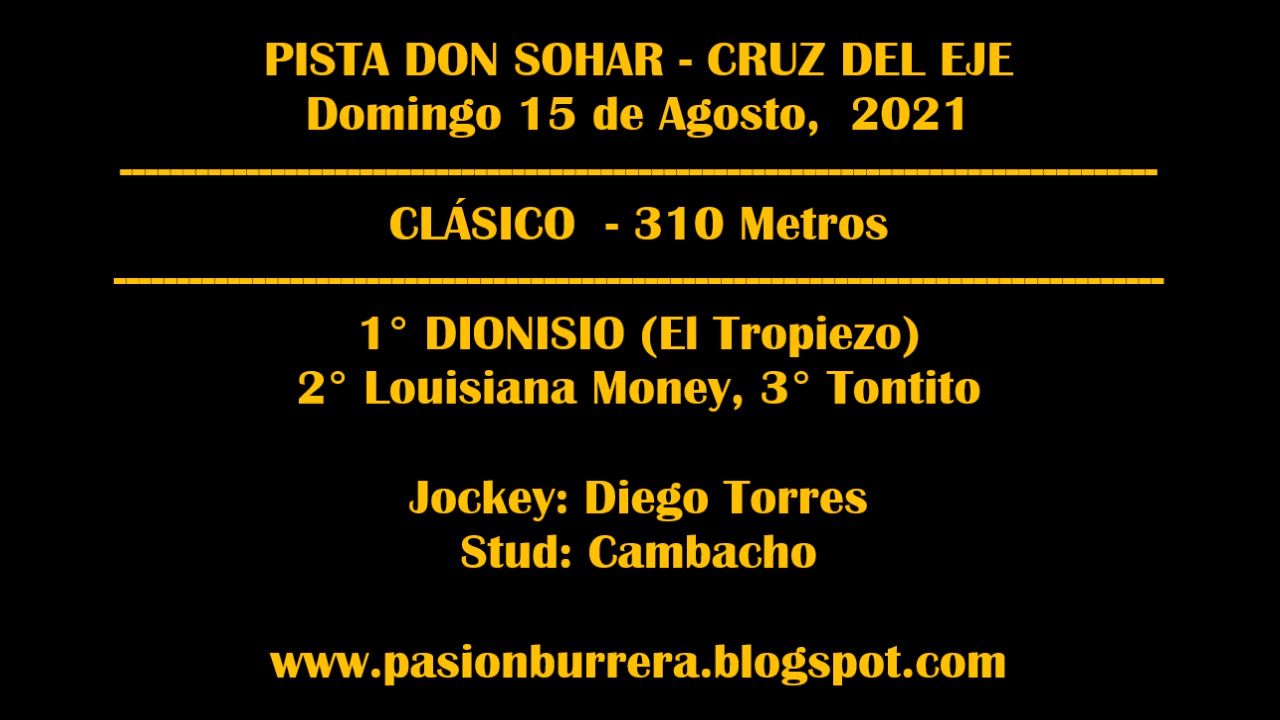 PISTA DON SOHAR - CRUZ DEL EJE
Domingo 15 de Agosto,  2021
--------------------------------------------------------------------------------
CLÁSICO  - 310 Metros
---------------------------------------------------------------------------------
1° DIONISIO (El Tropiezo)
2° Louisiana Money, 3° Tontito
Jockey: Diego Torres
Stud: Cambacho
www.pasionburrera.blogspot.com